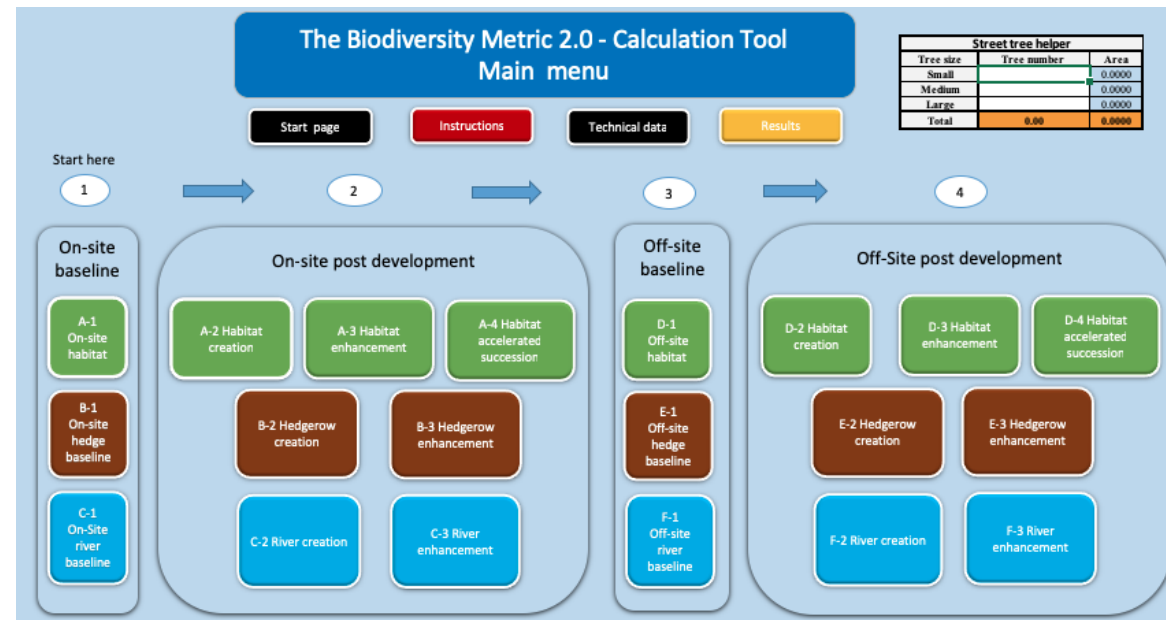 The Biodiversity Metric 2.0 - Calculation Tool
Main menu
Street tree helper
Tree size Tree number Area
Small 0.0000
Medium 0.0000
Large 0.0000
Total 0.00 0.0000
Start page
Instructions
Technical data
Results
Start here
1
2
3
4
On-site
baseline
A-1
On-site
habitat
B-1
On-site
hedge
baseline
C-1
On-Site
river
baseline
On-site post development
A-2 Habitat
creation
A-3 Habitat
enhancement
A-4 Habitat
accelerated
succession
B-2 Hedgerow
creation
B-3 Hedgerow
enhancement
C-2 River creation
C-3 River
enhancement
Off-site
baseline
D-1
Off-site
habitat
E-1
Off-site
hedge
baseline
F-1
Off-site
river
baseline
Off-Site post development
D-2 Habitat
creation
D-3 Habitat
enhancement
D-4 Habitat
accelerated
succession
E-2 Hedgerow
creation
E-3 Hedgerow
enhancement
F-2 River creation
F-3 River
enhancement